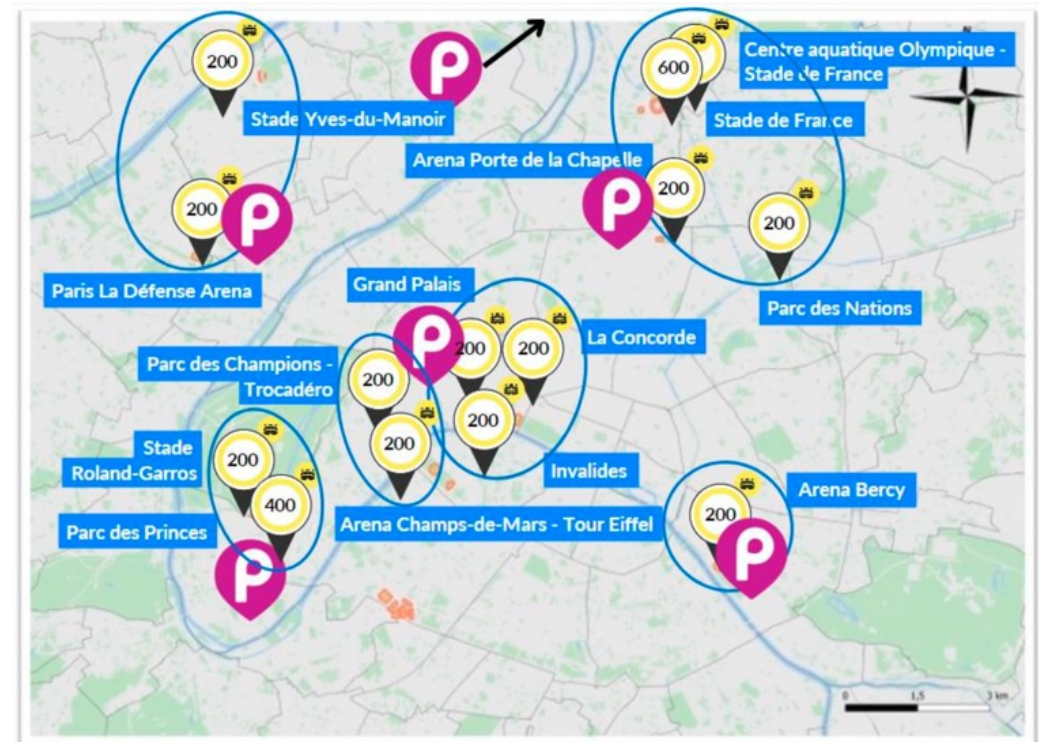 200
P
600
Centre aquatique Olympique -
Stade de France
Stade Yves-du-Manoir
Stade de France
Arena Porte de la Chapelle
200
P
P
200
200
Paris La Défense Arena
Grand Palais
Parc des Nations
P
200
200
La Concorde
Parc des Champions -
Trocadéro
200
200
200
Stade
Roland-Garros
200
Invalides
400
Arena Bercy
200
Parc des Princes
Arena Champs-de-Mars - Tour Eiffel
P
P
0 1,5 3 km